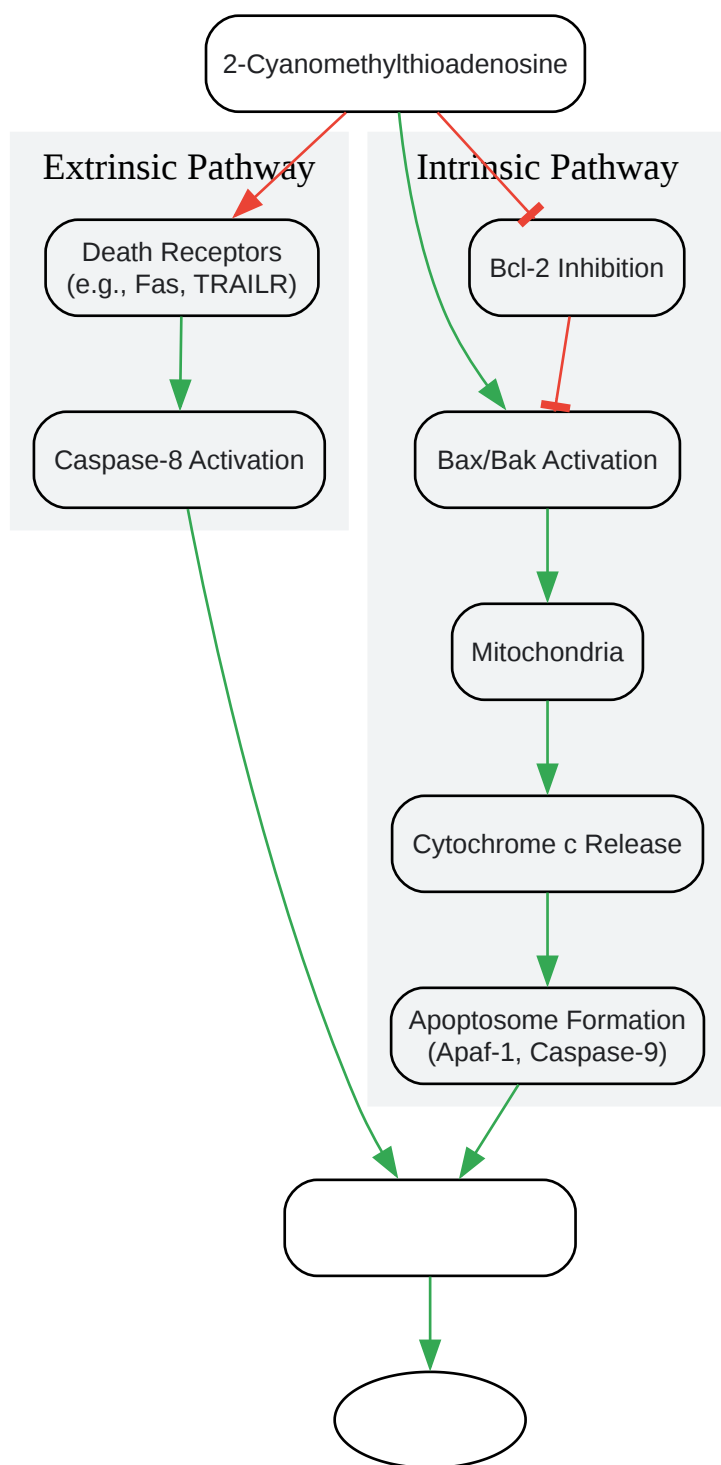 2-Cyanomethylthioadenosine
Extrinsic Pathway
Intrinsic Pathway
Death Receptors
(e.g., Fas, TRAILR)
Bcl-2 Inhibition
Caspase-8 Activation
Bax/Bak Activation
Mitochondria
Cytochrome c Release
Apoptosome Formation
(Apaf-1, Caspase-9)